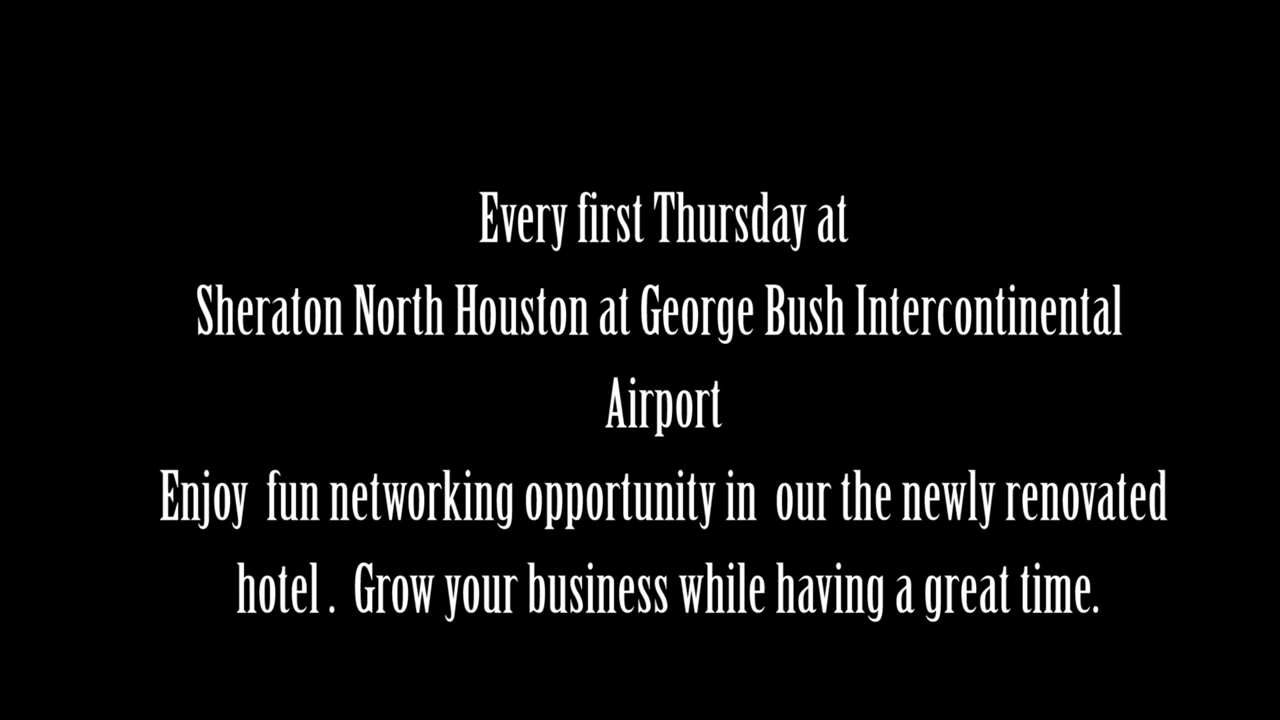 Every first Thursday at
Sheraton North Houston at George Bush Intercontinental
Airport
Enjoy  fun networking opportunity in  our the newly renovated
hotel .  Grow your business while having a great time.